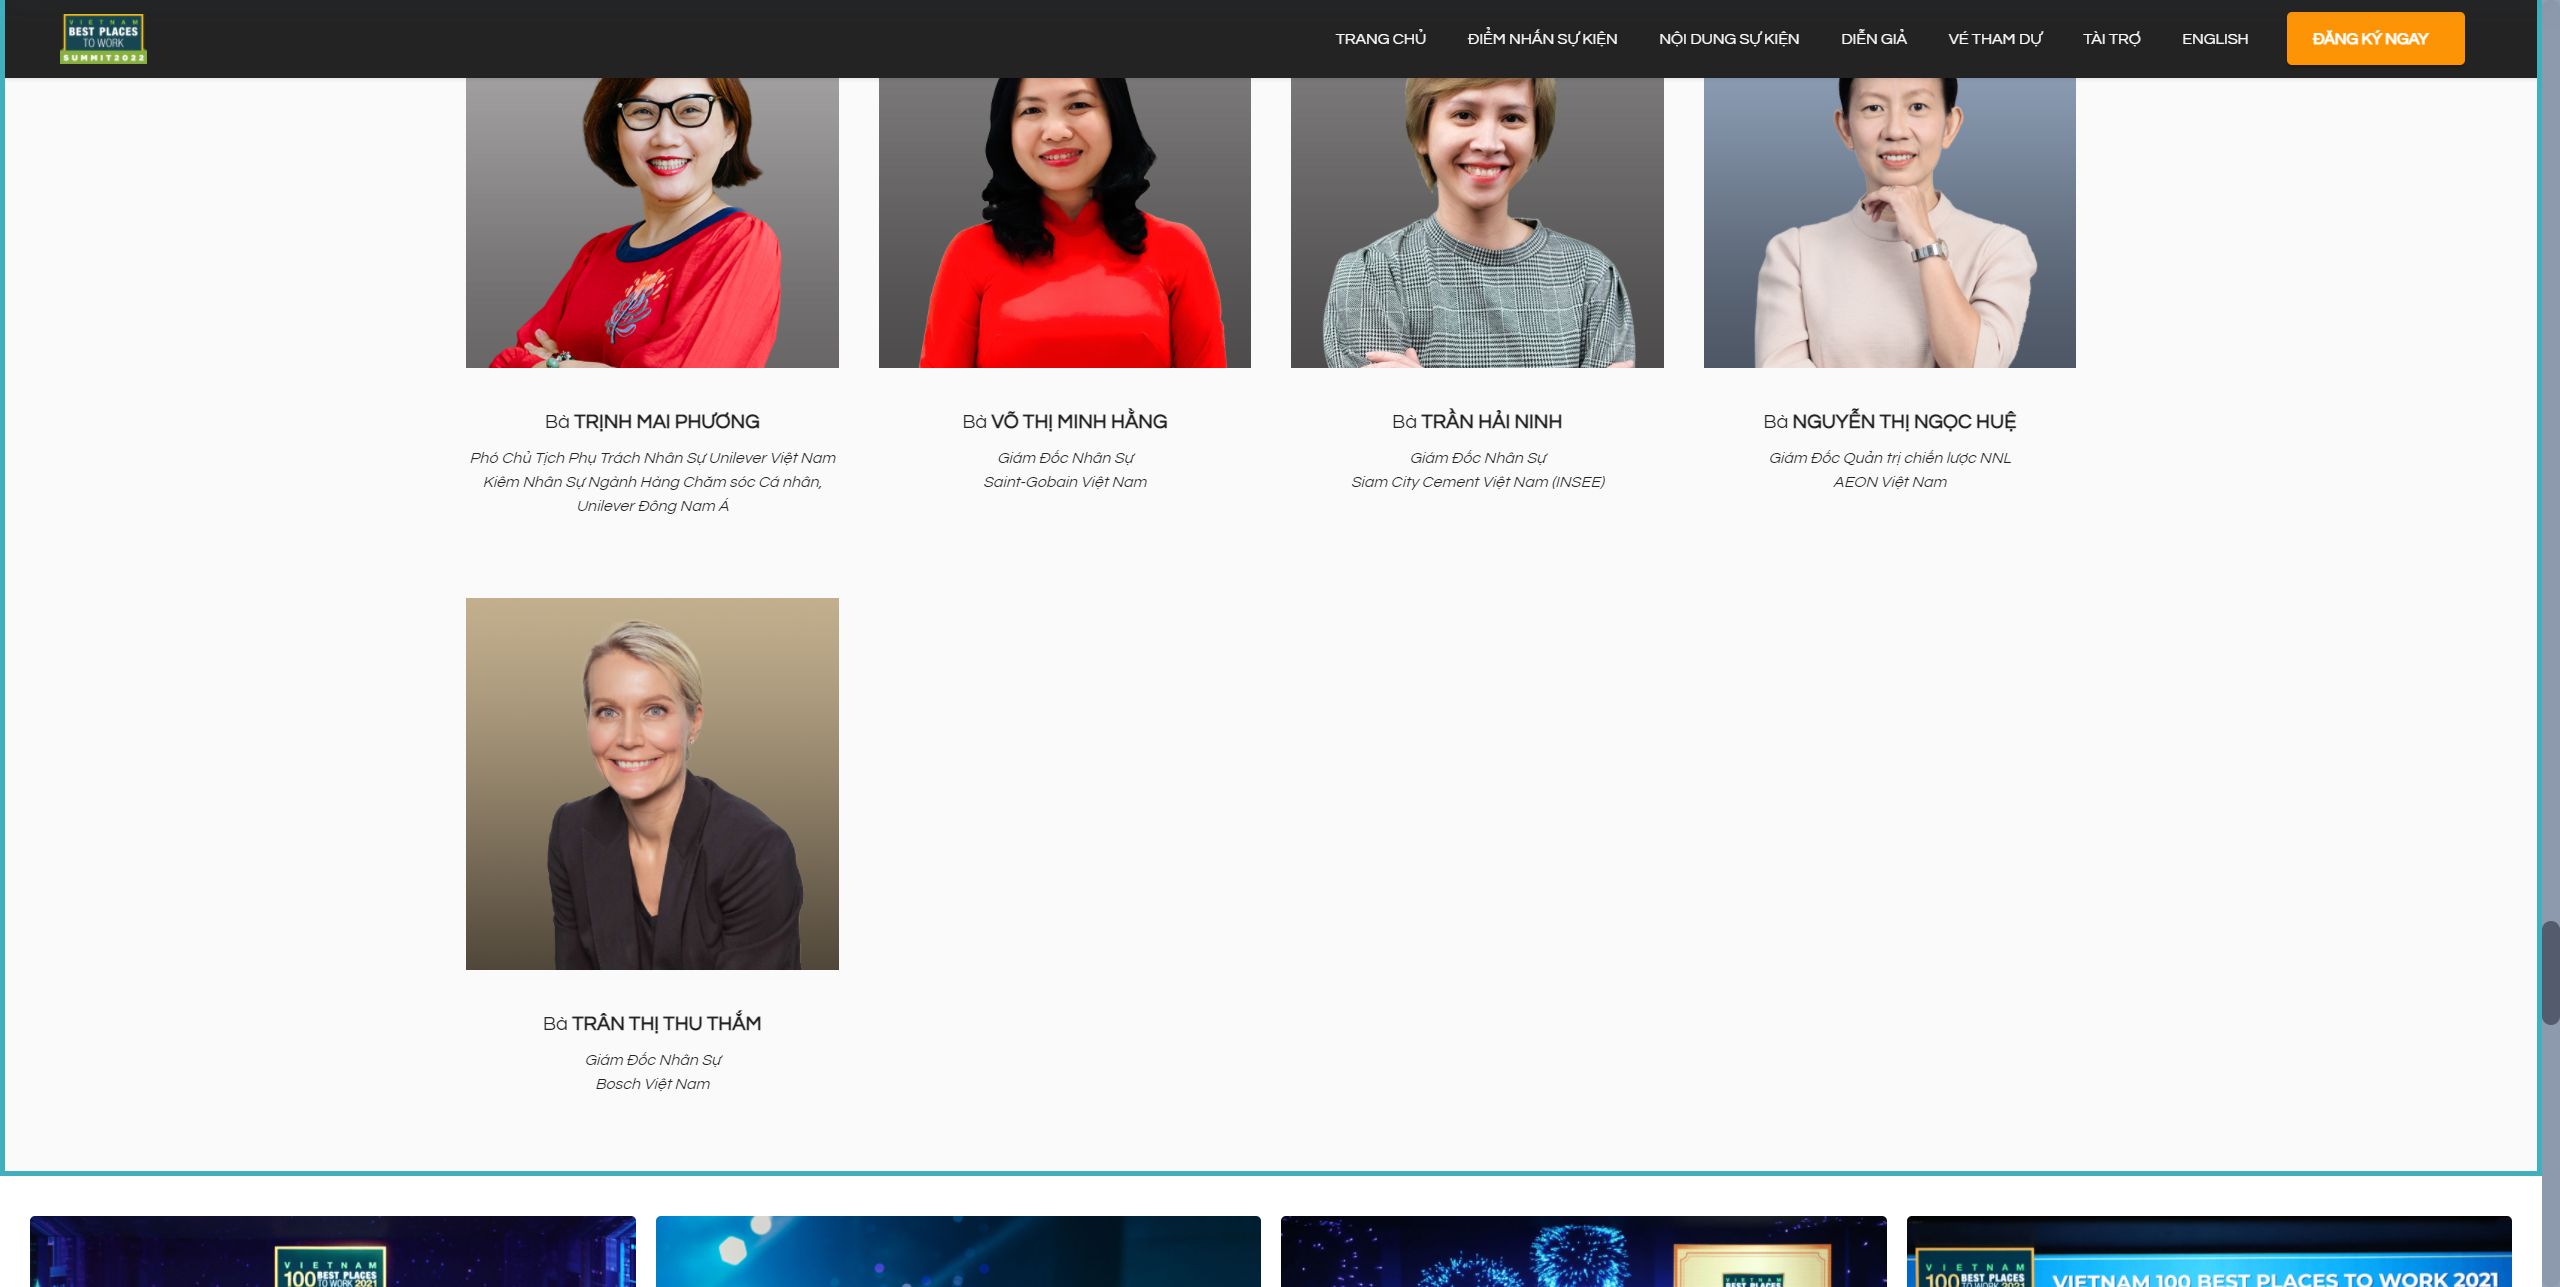 VIETNAM
BEST PLACES
TO WORK
SUMMIT2022
TRANG CHỦ
ĐIỂM NHẤN SỰ KIỆN
NỘI DUNG SỰ KIỆN
DIỄN GIẢ
VÉ THAM DỰ
TÀI TRỢ
ENGLISH
ĐĂNG KÝ NGAY
Bà TRỊNH MAI PHƯƠNG
Phó Chủ Tịch Phụ Trách Nhân Sự Unilever Việt Nam
Kiêm Nhân Sự Ngành Hàng Chăm sóc Cá nhân,
Unilever Đông Nam Á
Bà VÕ THỊ MINH HẰNG
Giám Đốc Nhân Sự
Saint-Gobain Việt Nam
Bà TRẦN HẢI NINH
Giám Đốc Nhân Sự
Siam City Cement Việt Nam (INSEE)
Bà NGUYỄN THỊ NGỌC HUỆ
Giám Đốc Quản trị chiến lược NNL
AEON Việt Nam
Bà TRÂN THỊ THU THẮM
Giám Đốc Nhân Sự
Bosch Việt Nam
VIETNAM
100 BEST PLACES
TO WORK 2021
VIETNAM
VIETNAM
100 BEST PLACES
TO WORK 2021
VIETNAM 100 BEST PLACES TO WORK 2021